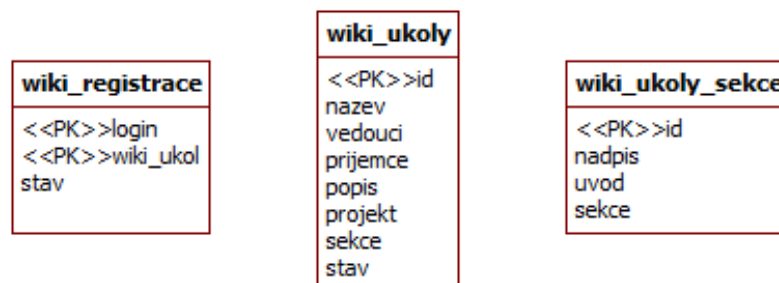 wiki_registrace
<<PK>>login
<<PK>>wiki_ukol
stav
wiki_ukoly
<<PK>>id
nazev
vedouci
prijemce
popis
projekt
sekce
stav
wiki_ukoly_sekce
<<PK>>id
nadpis
uvod
sekce